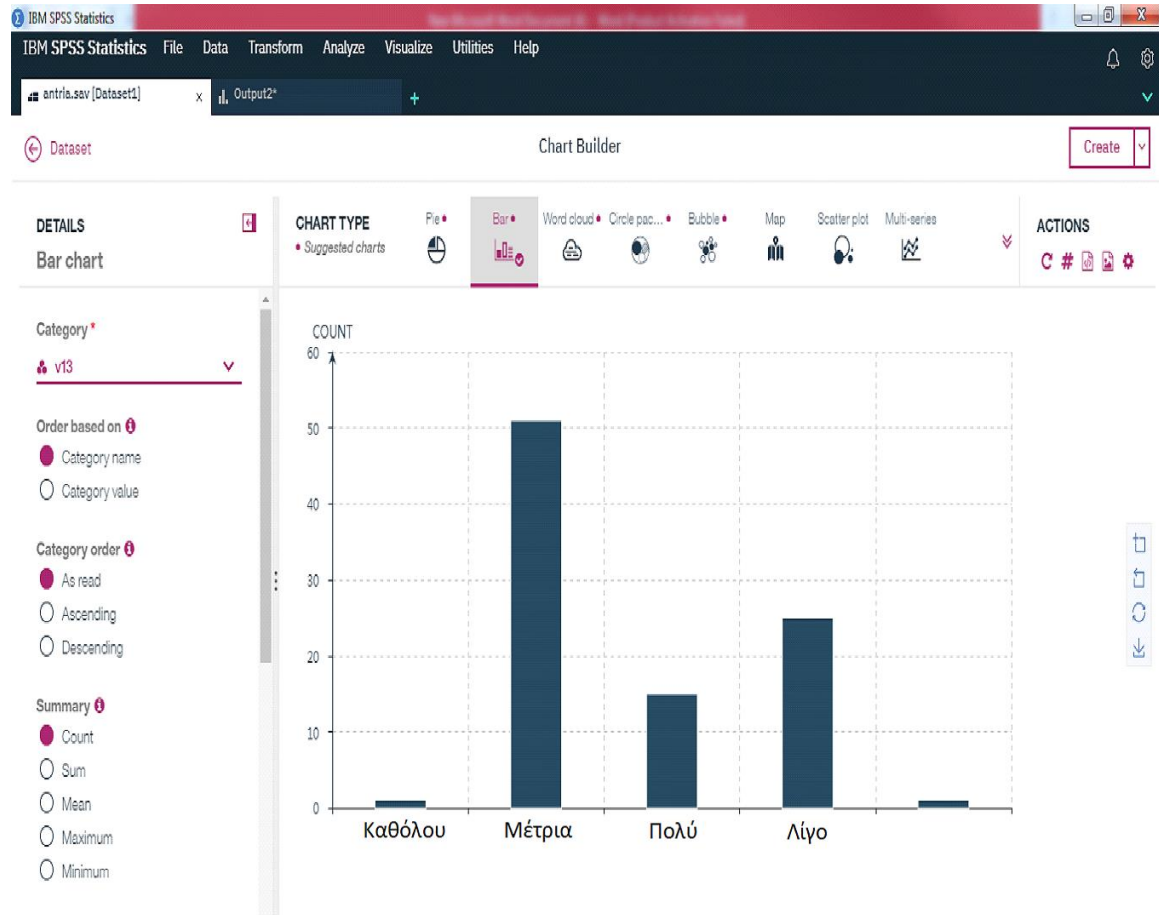 IBM SPSS Statistics
IBM SPSS Statistics File Data Transform Analyze Visualize Utilities Help
antria.sav [Dataset1] x Output2* +
Dataset Chart Builder Create
DETAILS
Bar chart
CHART TYPE
• Suggested charts
Pie • Bar • Word cloud • Circle pac... • Bubble • Map Scatter plot Multi-series
ACTIONS
Category *
v13
Order based on
Category name
Category value
Category order
As read
Ascending
Descending
Summary
Count
Sum
Mean
Maximum
Minimum
COUNT
60
50
40
30
20
10
0
Καθόλου Μέτρια Πολύ Λίγο